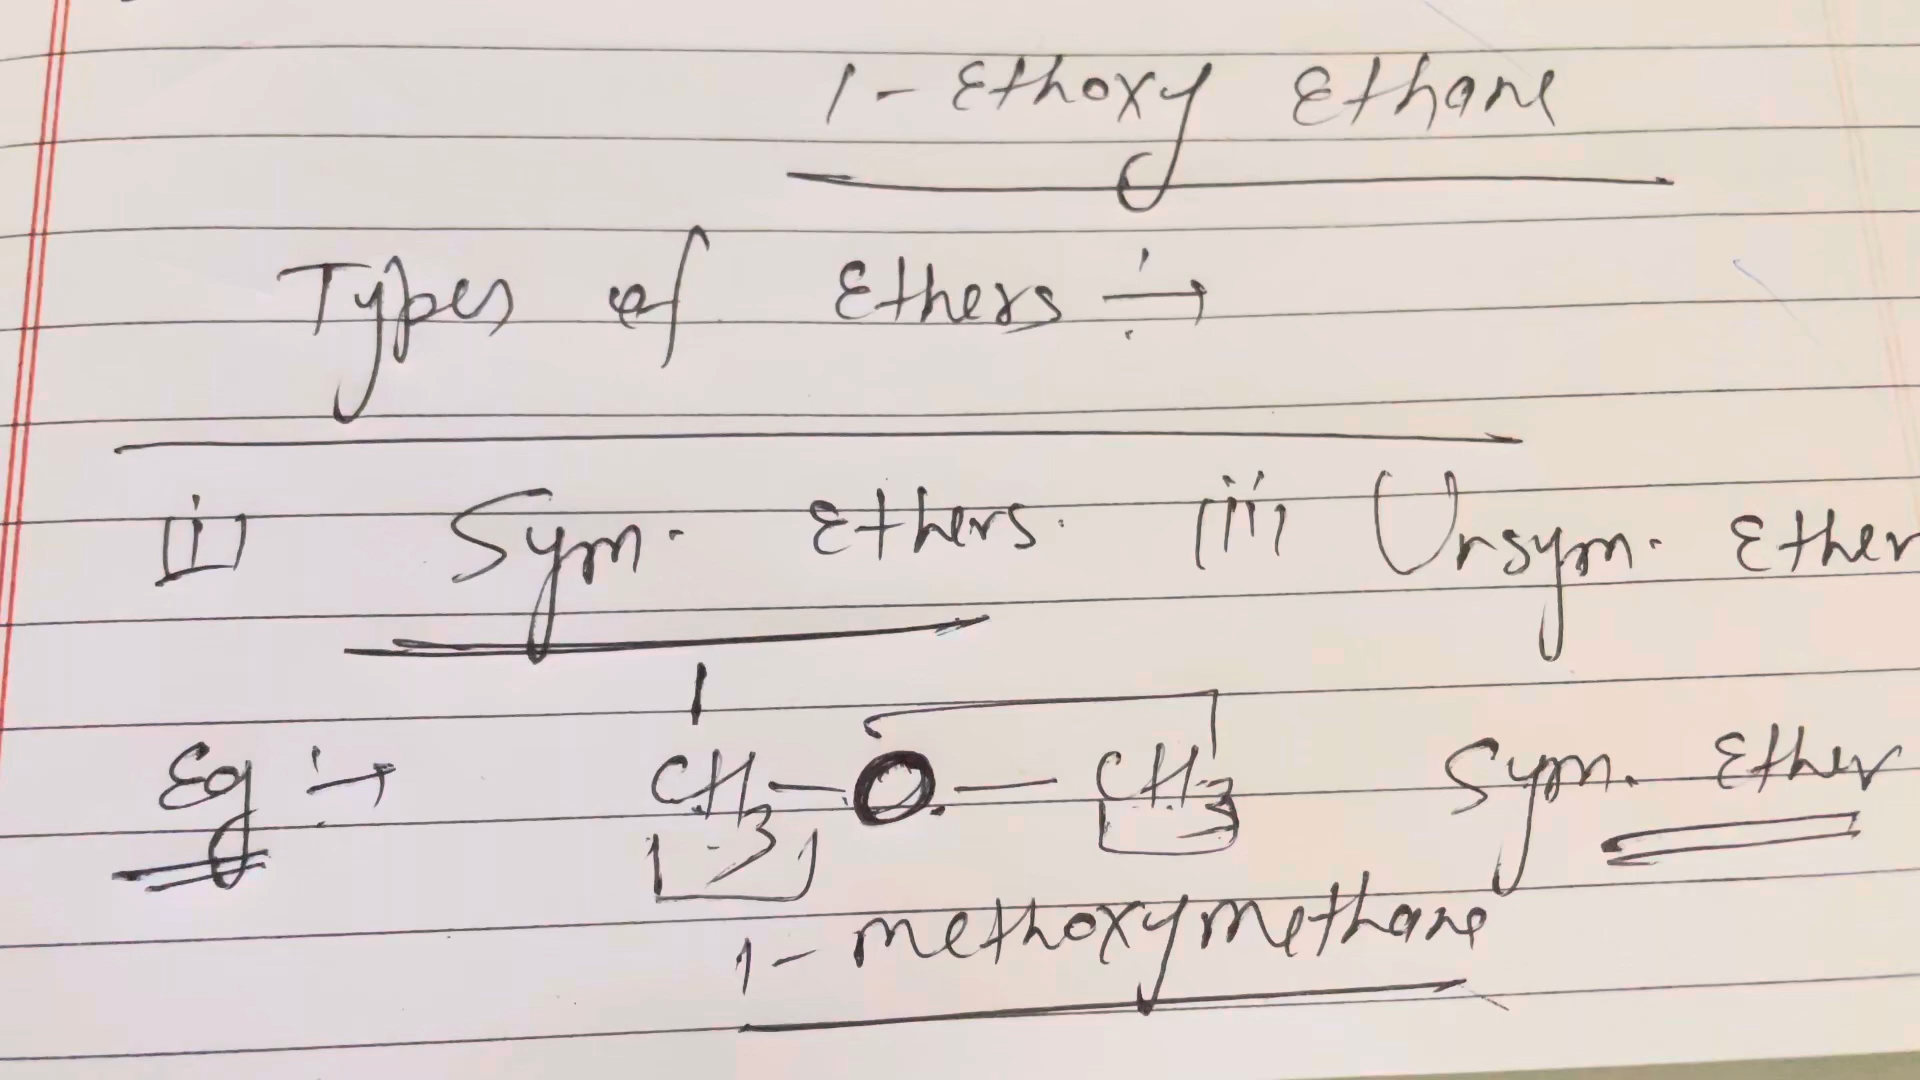 1 - Ethoxy Ethane
Types of Ethers :→
(i) Sym. Ethers. (ii) Unsym. Ether
1
Eg :→ CH3 - O - CH3 Sym. Ether
1 - methoxymethane